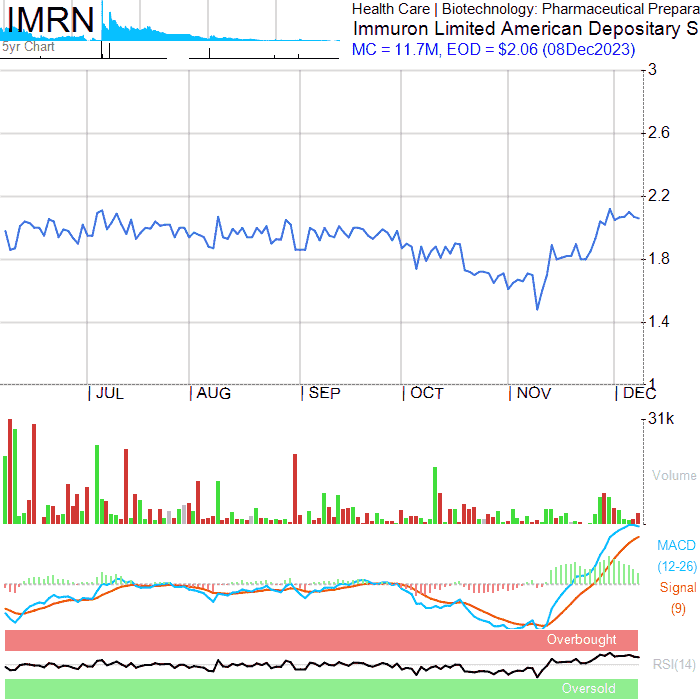 IMRN
5yr Chart
Health Care | Biotechnology: Pharmaceutical Prepara
Immuron Limited American Depositary S
MC = 11.7M, EOD = $2.06 (08Dec2023)
3
2.6
2.2
1.8
1.4
1
JUL AUG SEP OCT NOV DEC
31k
Volume
MACD
(12-26)
Signal
(9)
Overbought
RSI(14)
Oversold